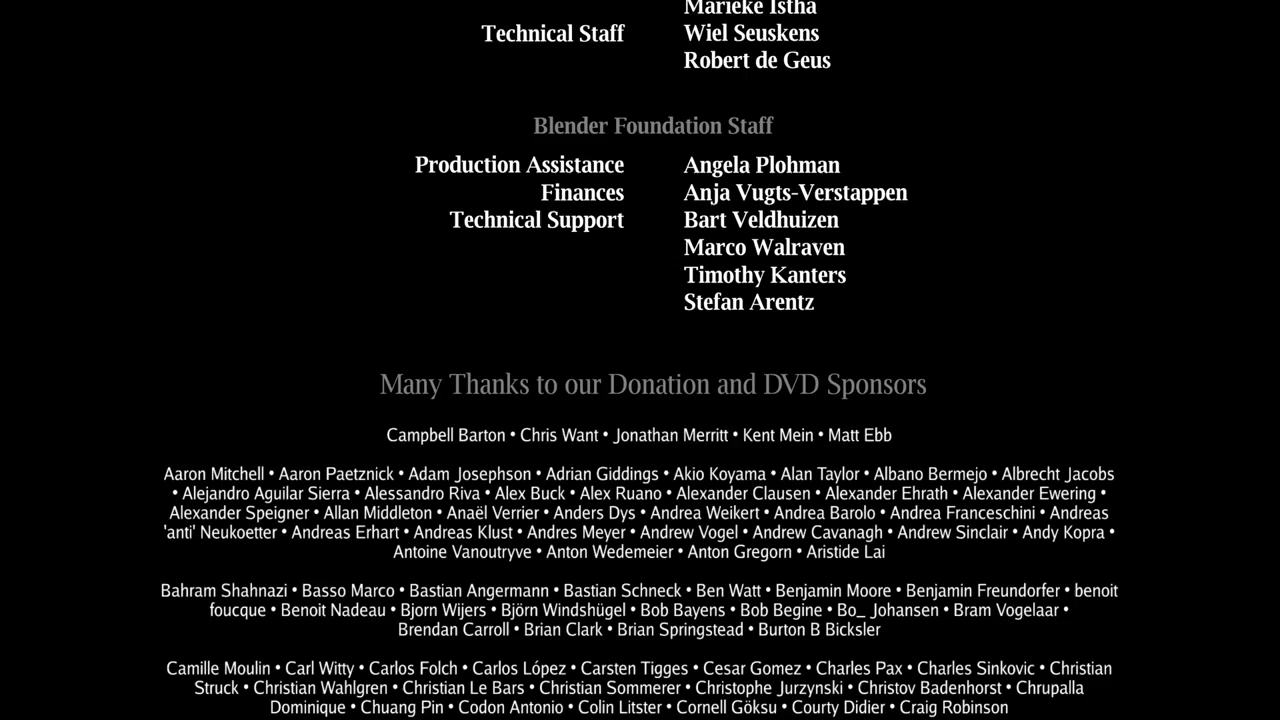 Marieke Istha
Technical Staff Wiel Seuskens
Robert de Geus
Blender Foundation Staff
Production Assistance Angela Plohman
Finances Anja Vugts-Verstappen
Technical Support Bart Veldhuizen
Marco Walraven
Timothy Kanters
Stefan Arentz
Many Thanks to our Donation and DVD Sponsors
Campbell Barton • Chris Want • Jonathan Merritt • Kent Mein • Matt Ebb
Aaron Mitchell • Aaron Paetznick • Adam Josephson • Adrian Giddings • Akio Koyama • Alan Taylor • Albano Bermejo • Albrecht Jacobs
• Alejandro Aguilar Sierra • Alessandro Riva • Alex Buck • Alex Ruano • Alexander Clausen • Alexander Ehrath • Alexander Ewering •
Alexander Speigner • Allan Middleton • Anaël Verrier • Anders Dys • Andrea Weikert • Andrea Barolo • Andrea Franceschini • Andreas
'anti' Neukoetter • Andreas Erhart • Andreas Klust • Andres Meyer • Andrew Vogel • Andrew Cavanagh • Andrew Sinclair • Andy Kopra •
Antoine Vanoutryve • Anton Wedemeier • Anton Gregorn • Aristide Lai
Bahram Shahnazi • Basso Marco • Bastian Angermann • Bastian Schneck • Ben Watt • Benjamin Moore • Benjamin Freundorfer • benoit
foucque • Benoit Nadeau • Bjorn Wijers • Björn Windshügel • Bob Bayens • Bob Begine • Bo_ Johansen • Bram Vogelaar •
Brendan Carroll • Brian Clark • Brian Springstead • Burton B Bicksler
Camille Moulin • Carl Witty • Carlos Folch • Carlos López • Carsten Tigges • Cesar Gomez • Charles Pax • Charles Sinkovic • Christian
Struck • Christian Wahlgren • Christian Le Bars • Christian Sommerer • Christophe Jurzynski • Christov Badenhorst • Chrupalla
Dominique • Chuang Pin • Codon Antonio • Colin Litster • Cornell Göksu • Courty Didier • Craig Robinson